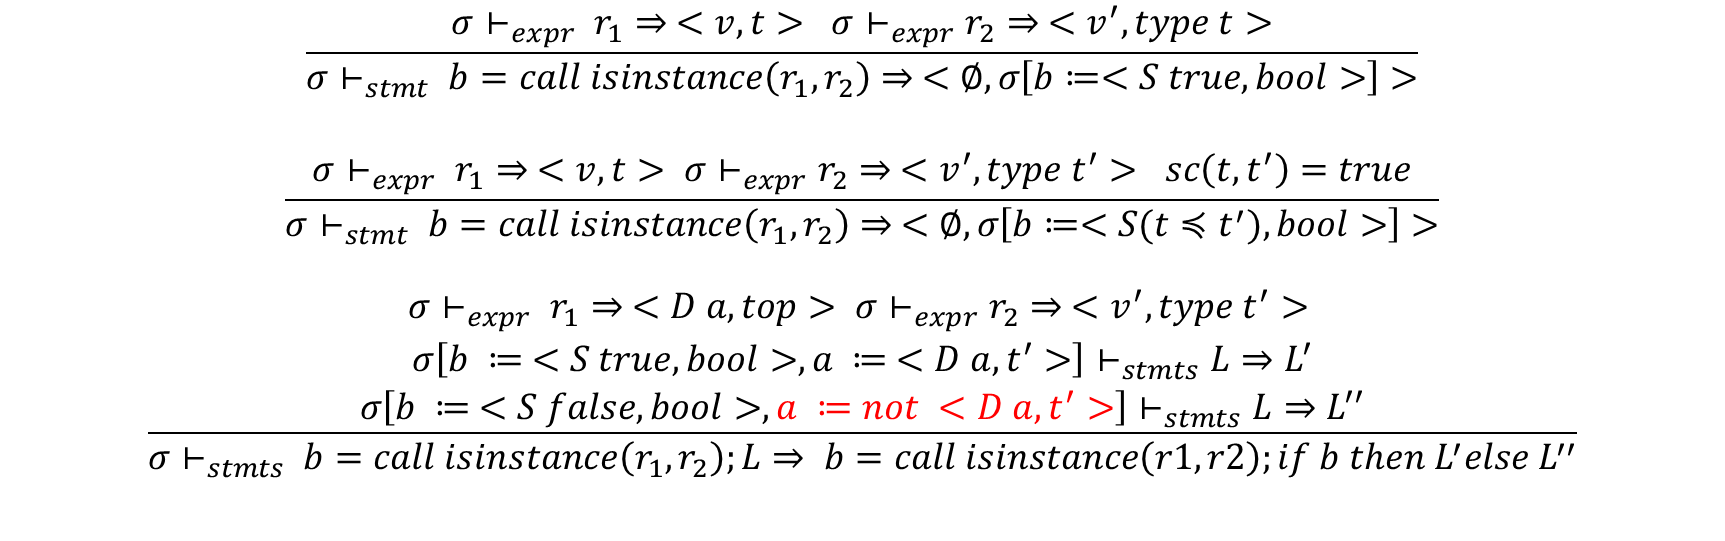 σ ⊢expr r1 ⇒ < v, t > σ ⊢expr r2 ⇒ < v′, type t >
σ ⊢stmt b = call isinstance(r1, r2) ⇒ < ∅, σ[b ≔< S true, bool >] >
σ ⊢expr r1 ⇒ < v, t > σ ⊢expr r2 ⇒ < v′, type t′ > sc(t, t′) = true
σ ⊢stmt b = call isinstance(r1, r2) ⇒ < ∅, σ[b ≔< S(t ≼ t′), bool >] >
σ ⊢expr r1 ⇒ < D a, top > σ ⊢expr r2 ⇒ < v′, type t′ >
σ[b ≔ < S true, bool >, a ≔ < D a, t′ >] ⊢stmts L ⇒ L′
σ[b ≔ < S false, bool >, a ≔ not < D a, t′ >] ⊢stmts L ⇒ L′′
σ ⊢stmts b = call isinstance(r1, r2); L ⇒ b = call isinstance(r1, r2); if b then L′else L′′